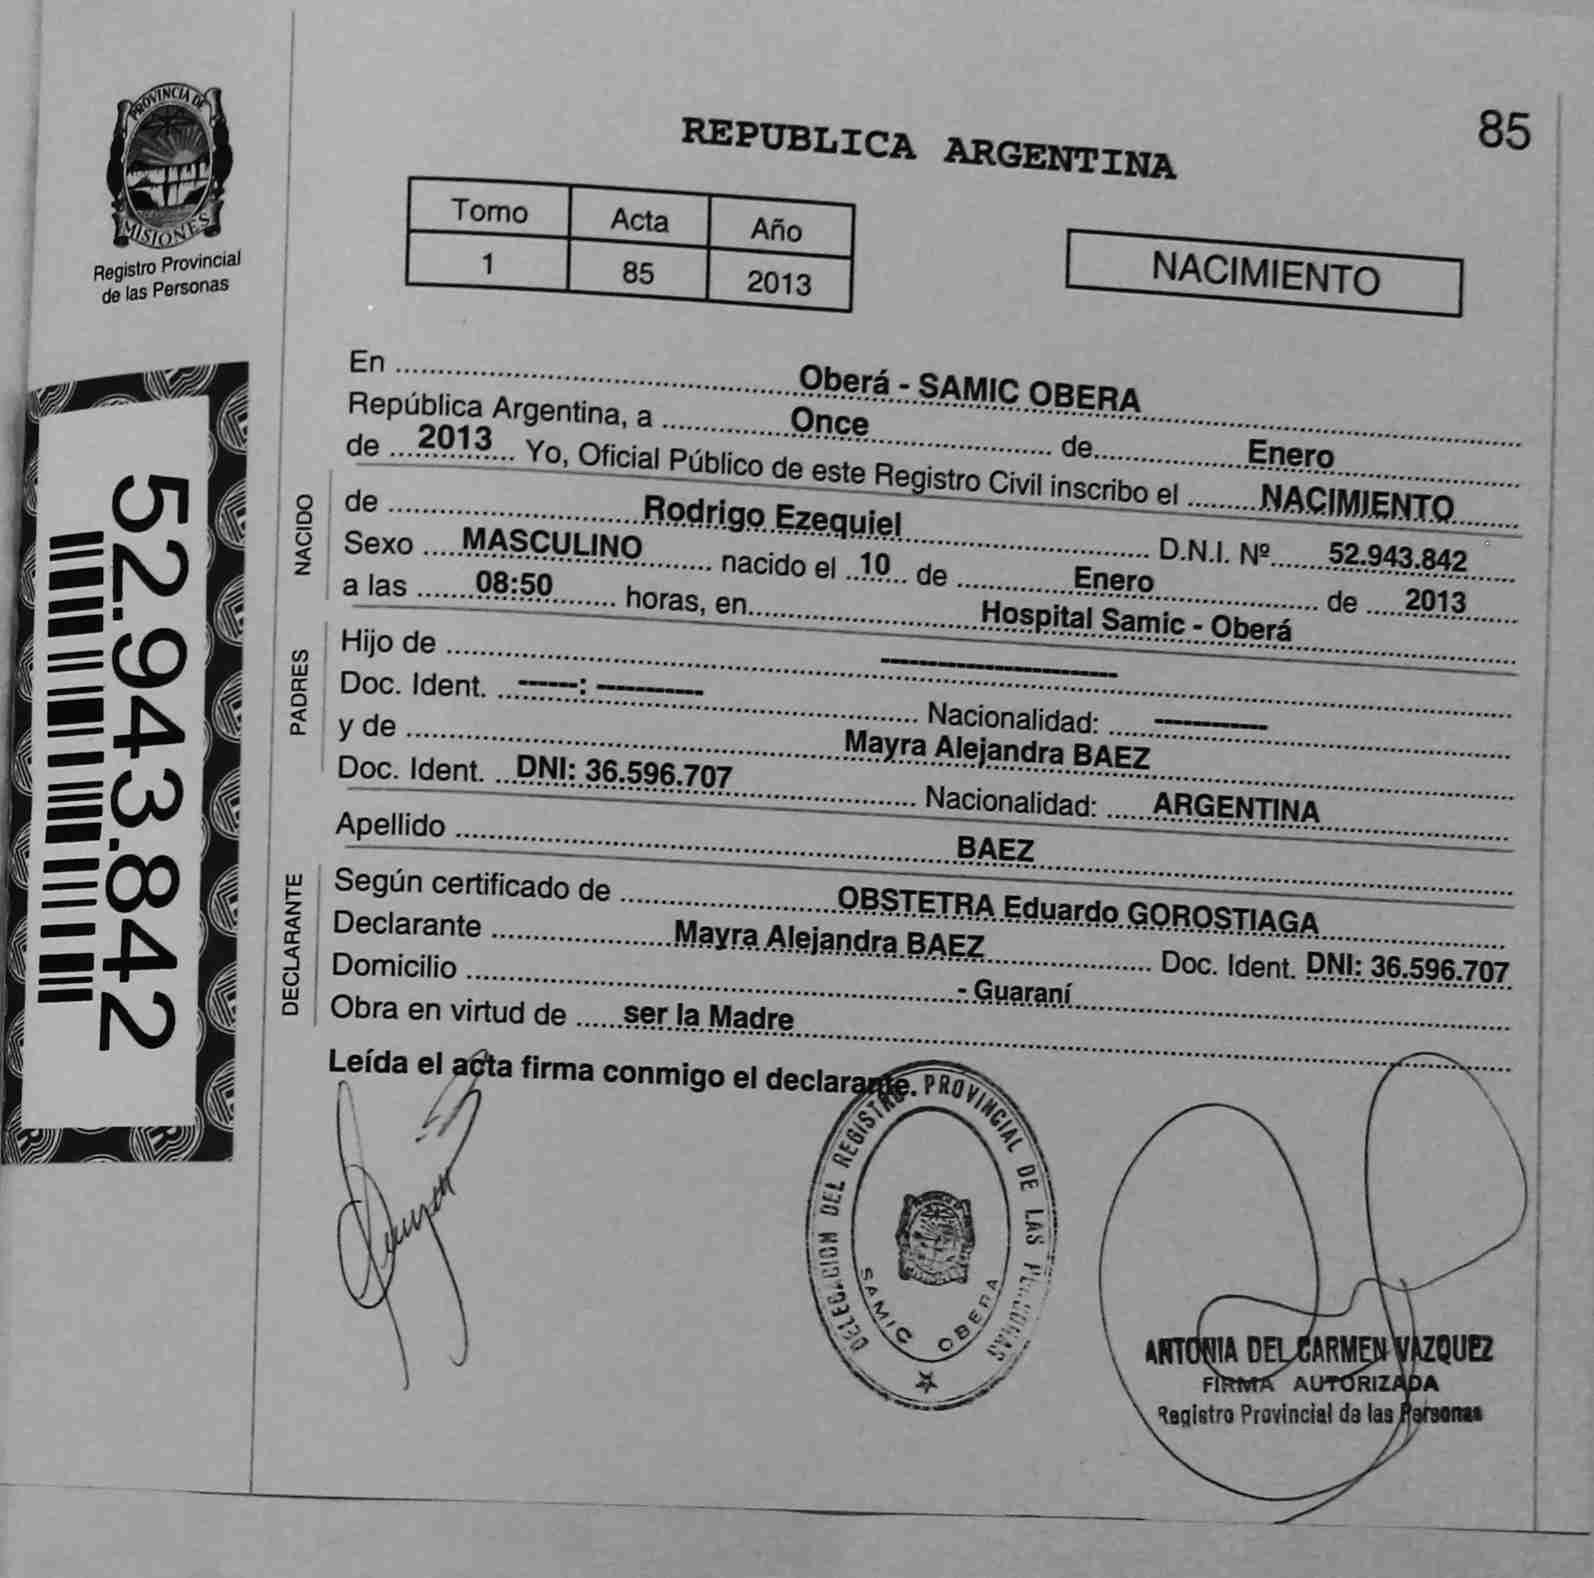 85
PROVINCIA DE
MISIONES
Registro Provincial
de las Personas
REPUBLICA ARGENTINA
Tomo Acta Año
1 85 2013
NACIMIENTO
52.943.842
En Oberá - SAMIC OBERA
República Argentina, a Once de Enero
de 2013 Yo, Oficial Público de este Registro Civil inscribo el NACIMIENTO
NACIDO
de Rodrigo Ezequiel D.N.I. Nº 52.943.842
Sexo MASCULINO nacido el 10 de Enero de 2013
a las 08:50 horas, en Hospital Samic - Oberá
PADRES
Hijo de --------------------
Doc. Ident. ------: ----------- Nacionalidad: ------------
y de Mayra Alejandra BAEZ
Doc. Ident. DNI: 36.596.707 Nacionalidad: ARGENTINA
Apellido BAEZ
DECLARANTE
Según certificado de OBSTETRA Eduardo GOROSTIAGA
Declarante Mayra Alejandra BAEZ Doc. Ident. DNI: 36.596.707
Domicilio - Guaraní
Obra en virtud de ser la Madre
Leída el acta firma conmigo el declarante.
DELEGACION DEL REGISTRO PROVINCIAL DE LAS PERSONAS
SAMIC OBERA
ANTONIA DEL CARMEN VAZQUEZ
FIRMA AUTORIZADA
Registro Provincial de las Personas